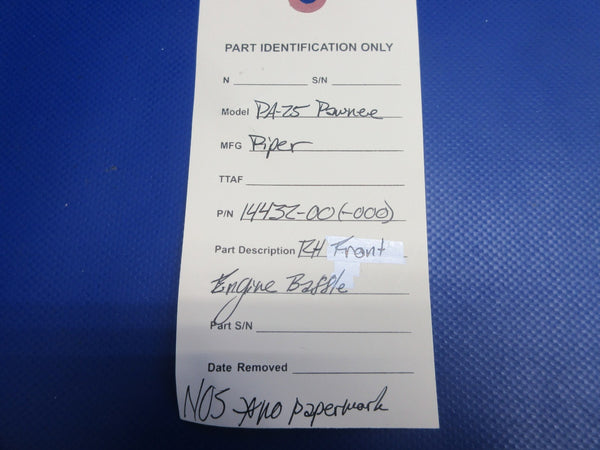 PART IDENTIFICATION ONLY
N S/N
Model PA-25 Pawnee
MFG Piper
TTAF
P/N 14432-00 (-000)
Part Description RH Front
Engine Baffle
Part S/N
Date Removed
NOS no paperwork